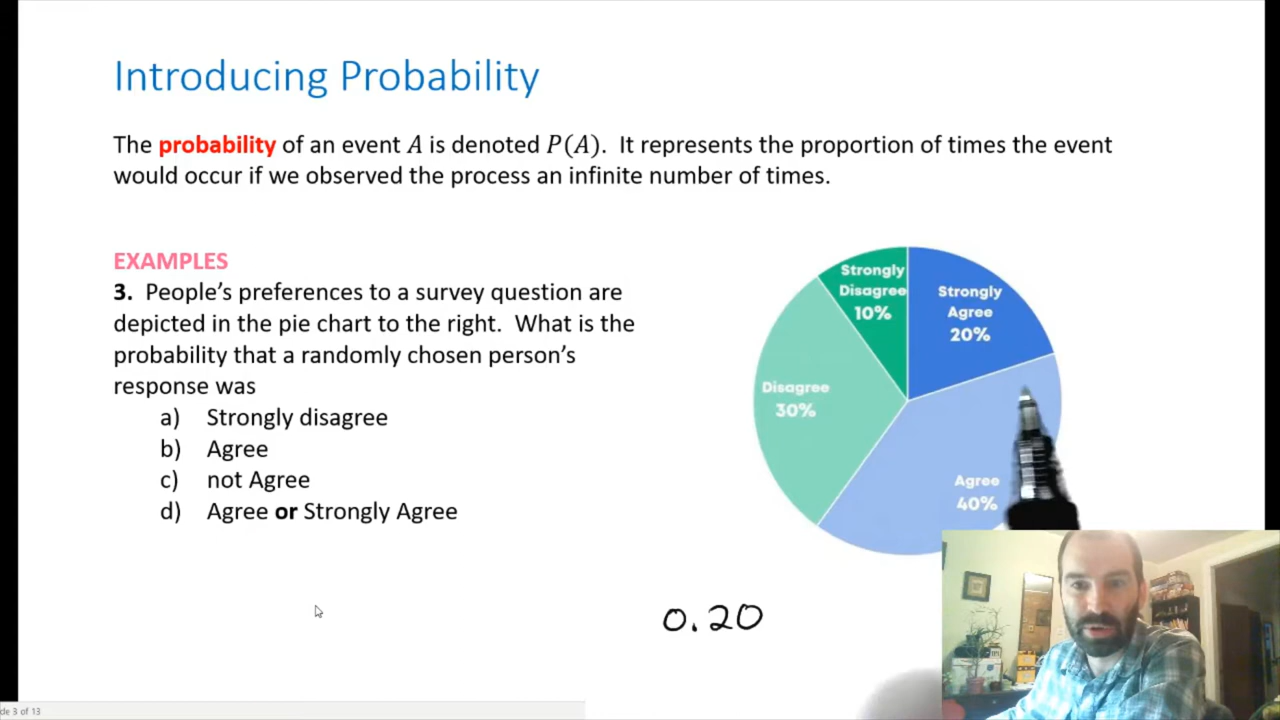 Introducing Probability
The probability of an event A is denoted P(A). It represents the proportion of times the event
would occur if we observed the process an infinite number of times.
EXAMPLES
3. People's preferences to a survey question are
depicted in the pie chart to the right. What is the
probability that a randomly chosen person's
response was
a) Strongly disagree
b) Agree
c) not Agree
d) Agree or Strongly Agree
Strongly
Disagree
10%
Strongly
Agree
20%
Disagree
30%
Agree
40%
0.20
de 3 of 13